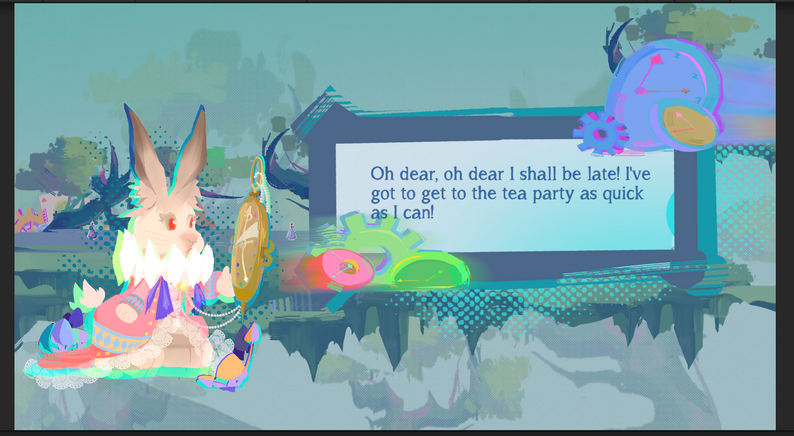 Oh dear, oh dear I shall be late! I've
got to get to the tea party as quick
as I can!